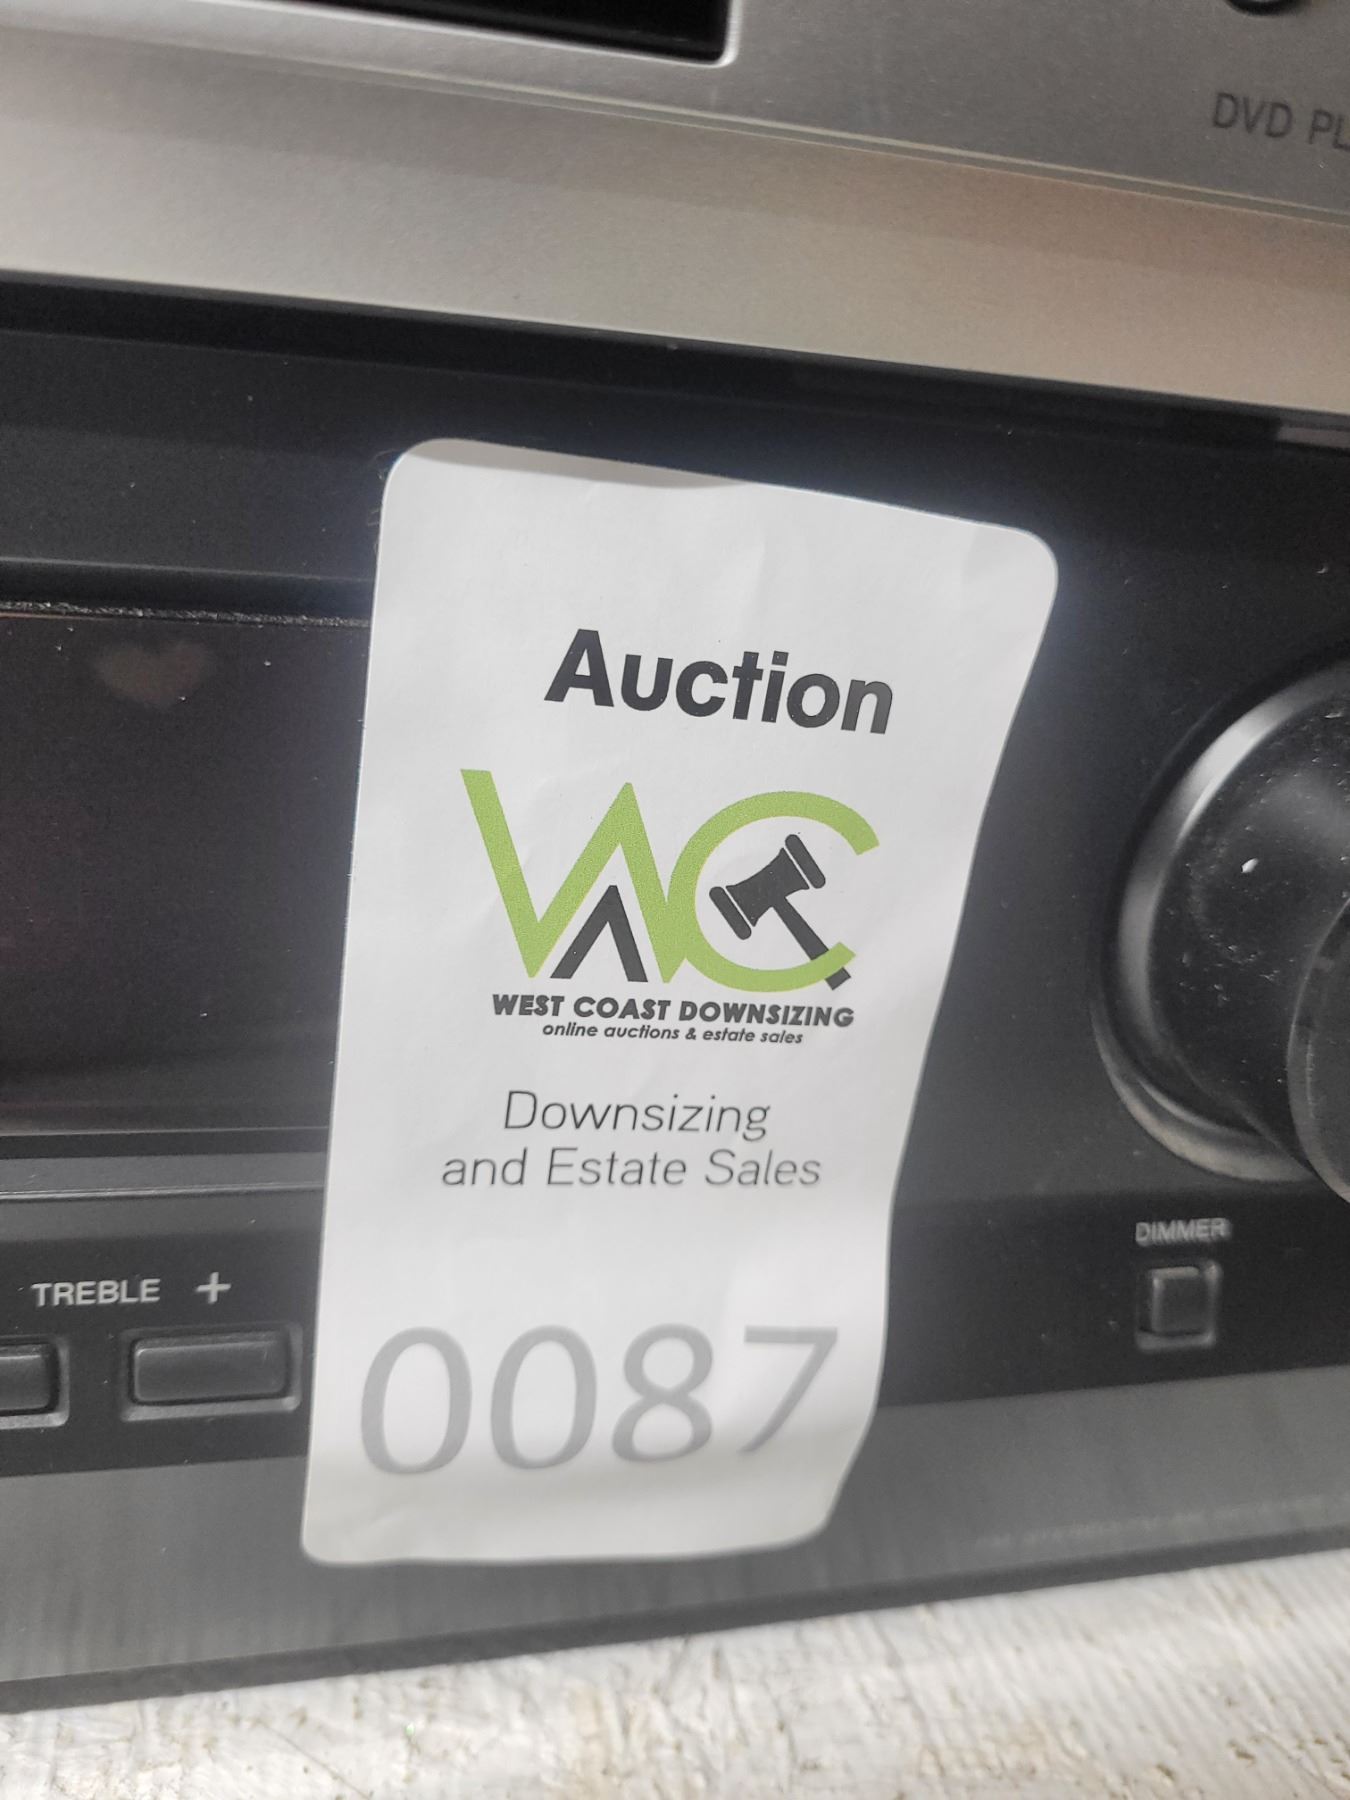 DVD PL
Auction
WC
WEST COAST DOWNSIZING
online auctions & estate sales
Downsizing
and Estate Sales
DIMMER
TREBLE +
0087